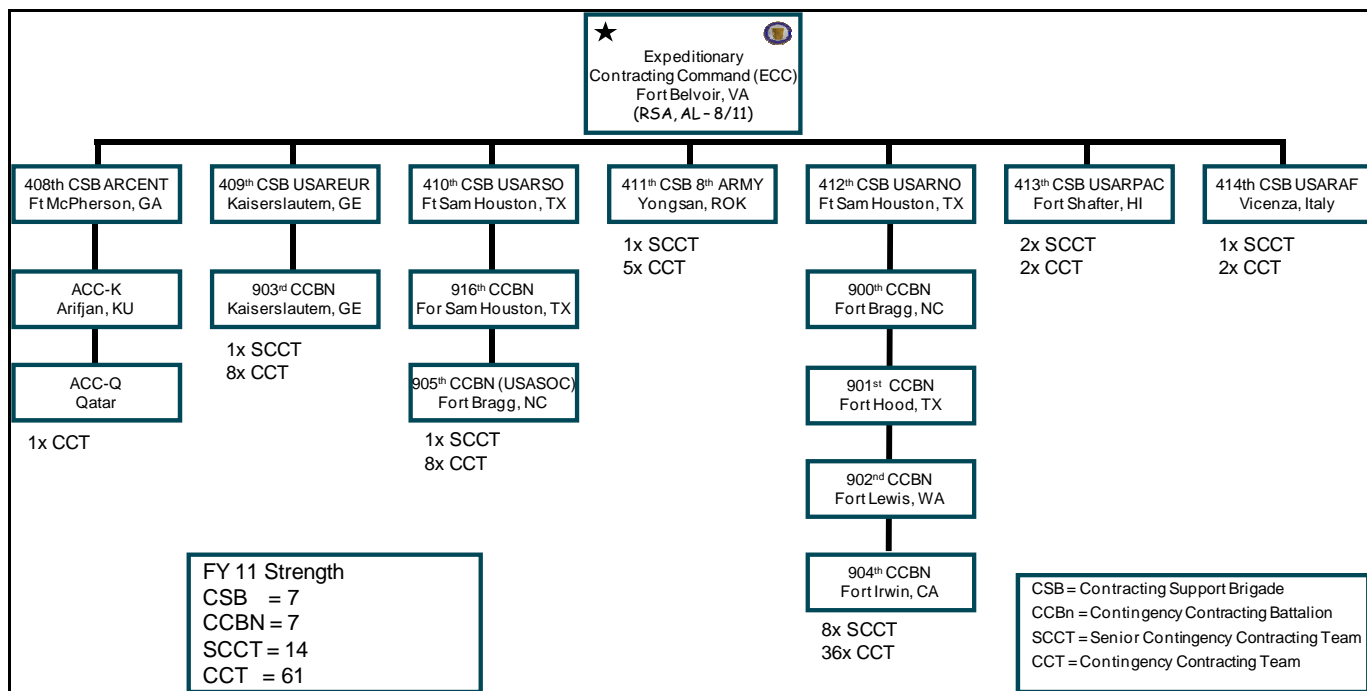 Expeditionary
Contracting Command (ECC)
Fort Belvoir, VA
(RSA, AL – 8/11)
408th CSB ARCENT
Ft McPherson, GA
409th CSB USAREUR
Kaiserslautern, GE
410th CSB USARSO
Ft Sam Houston, TX
411th CSB 8th ARMY
Yongsan, ROK
412th CSB USARNO
Ft Sam Houston, TX
413th CSB USARPAC
Fort Shafter, HI
414th CSB USARAF
Vicenza, Italy
1x SCCT
5x CCT
2x SCCT
2x CCT
1x SCCT
2x CCT
ACC-K
Arifjan, KU
903rd CCBN
Kaiserslautern, GE
916th CCBN
For Sam Houston, TX
900th CCBN
Fort Bragg, NC
1x SCCT
8x CCT
ACC-Q
Qatar
905th CCBN (USASOC)
Fort Bragg, NC
901st CCBN
Fort Hood, TX
1x CCT
1x SCCT
8x CCT
902nd CCBN
Fort Lewis, WA
904th CCBN
Fort Irwin, CA
8x SCCT
36x CCT
FY 11 Strength
CSB = 7
CCBN = 7
SCCT = 14
CCT = 61
CSB = Contracting Support Brigade
CCBn = Contingency Contracting Battalion
SCCT = Senior Contingency Contracting Team
CCT = Contingency Contracting Team